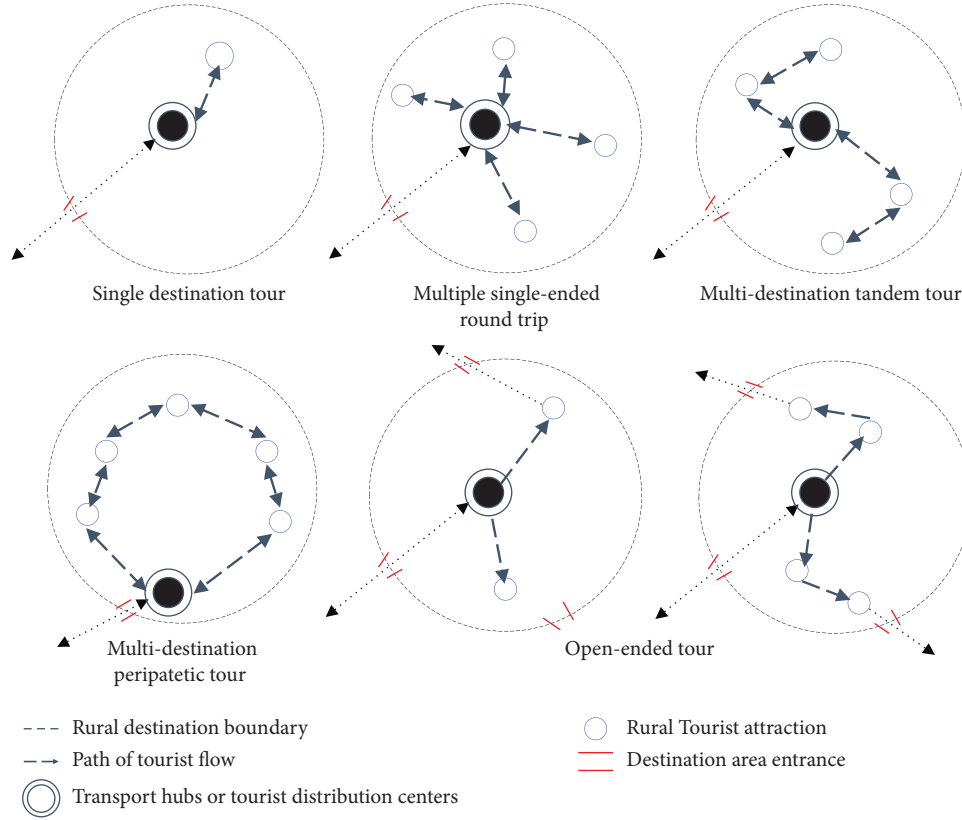 Single destination tour
Multiple single-ended
round trip
Multi-destination tandem tour
Multi-destination
peripatetic tour
Open-ended tour
Rural destination boundary
Path of tourist flow
Transport hubs or tourist distribution centers
Rural Tourist attraction
Destination area entrance